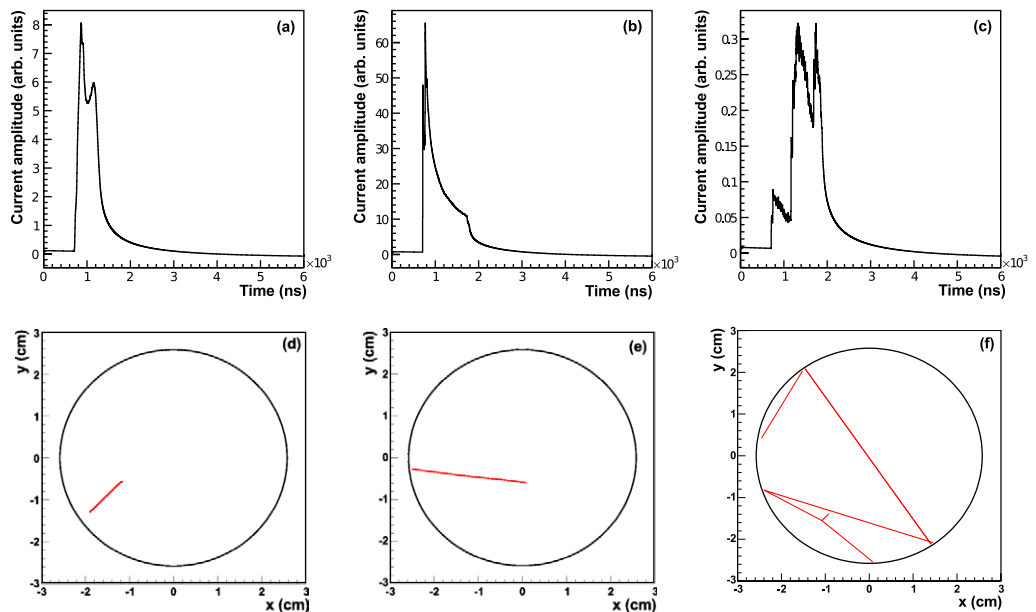 (a)
Current amplitude (arb. units)
8
7
6
5
4
3
2
1
0
0 1 2 3 4 5 6
×10³
Time (ns)
(b)
Current amplitude (arb. units)
60
50
40
30
20
10
0
0 1 2 3 4 5 6
×10³
Time (ns)
(c)
Current amplitude (arb. units)
0.3
0.25
0.2
0.15
0.1
0.05
0
0 1 2 3 4 5 6
×10³
Time (ns)
(d)
y (cm)
3
2
1
0
-1
-2
-3
-3 -2 -1 0 1 2 3
x (cm)
(e)
y (cm)
3
2
1
0
-1
-2
-3
-3 -2 -1 0 1 2 3
x (cm)
(f)
y (cm)
3
2
1
0
-1
-2
-3
-3 -2 -1 0 1 2 3
x (cm)